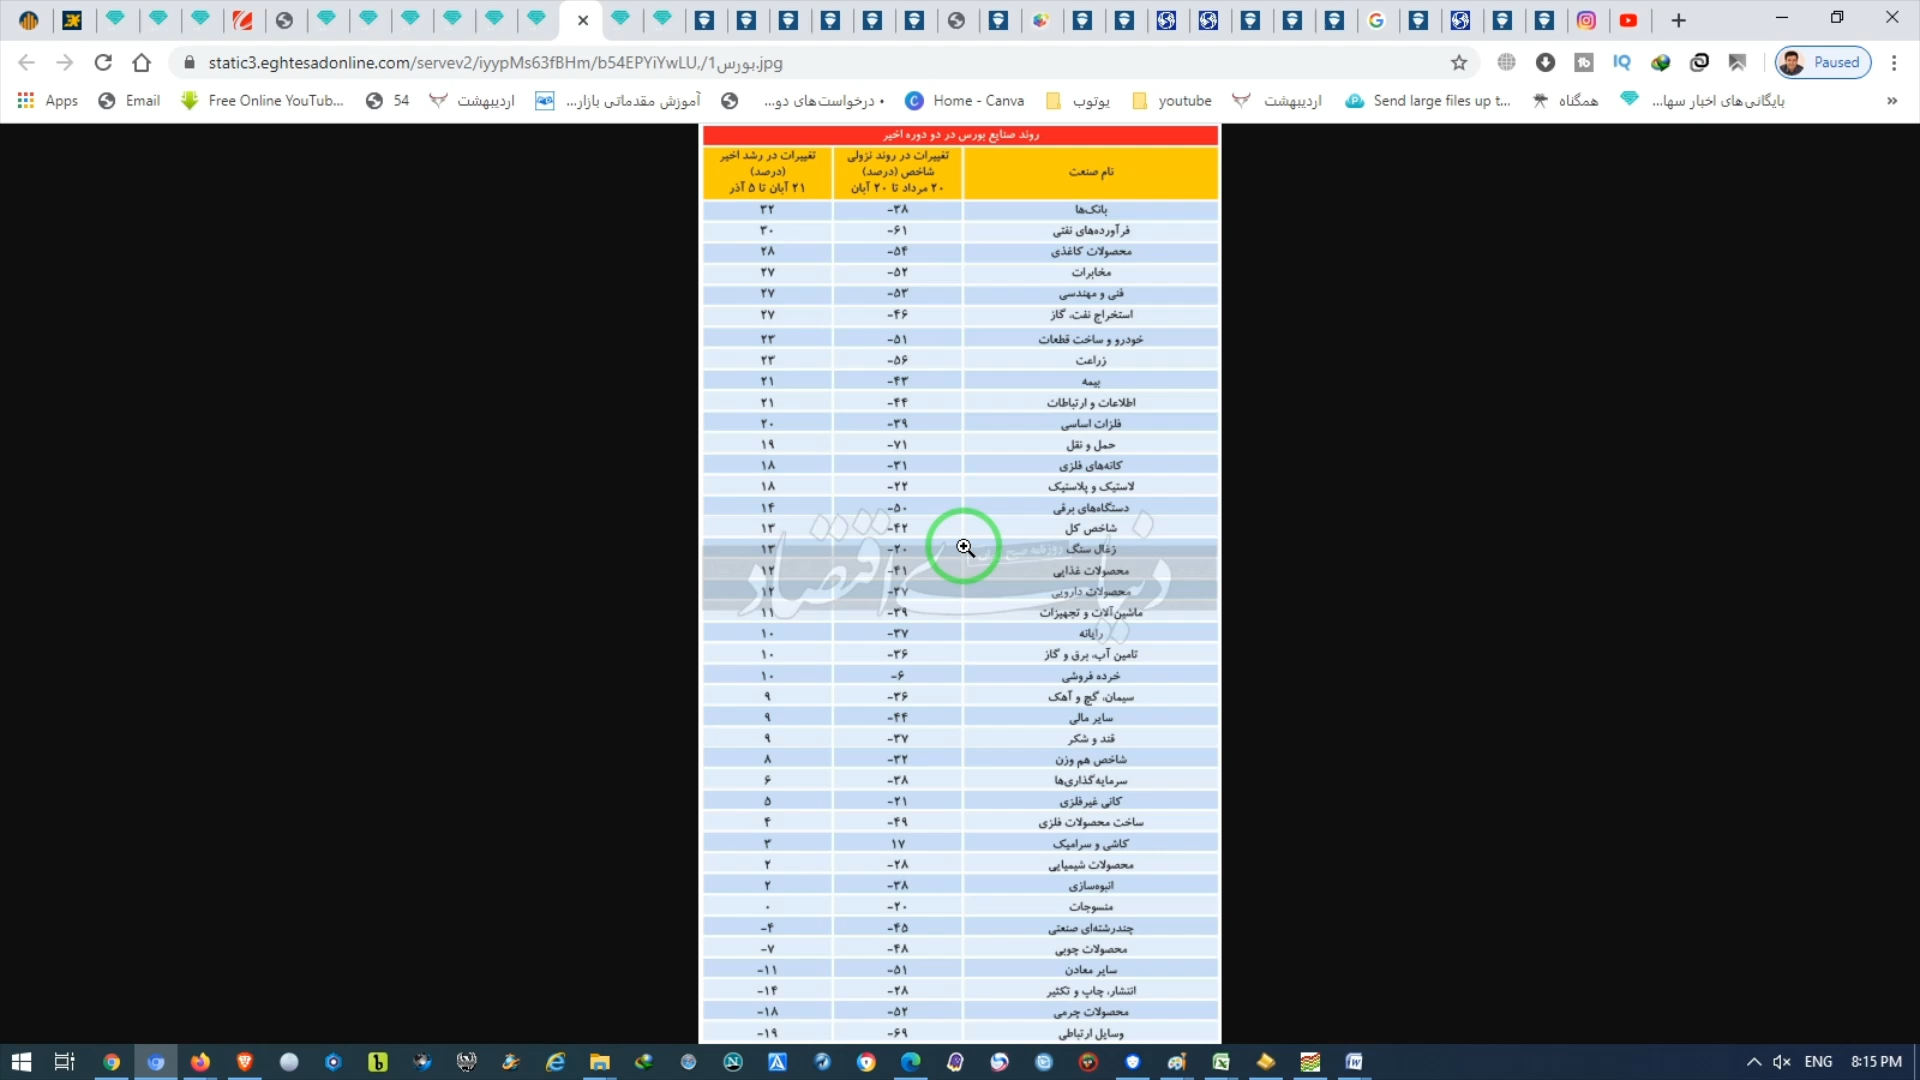 static3.eghtesadonline.com/servev2/iyypMs63fBHm/b54EPYiYwLU,/بورس1.jpg
Paused
Apps
Email
Free Online YouTub...
54
اردیبهشت
آموزش مقدماتی بازار...
درخواست‌های دو... •
Home - Canva
یوتوب
youtube
اردیبهشت
Send large files up t...
همگناه
بایگانی‌های اخبار سها...
»
روند صنایع بورس در دو دوره اخیر
نام صنعت
تغییرات در روند نزولی
شاخص (درصد)
۲۰ مرداد تا ۲۰ آبان
تغییرات در رشد اخیر
(درصد)
۲۱ آبان تا ۵ آذر
بانک‌ها -۳۸ ۳۲
فرآورده‌های نفتی -۶۱ ۳۰
محصولات کاغذی -۵۴ ۲۸
مخابرات -۵۲ ۲۷
فنی و مهندسی -۵۳ ۲۷
استخراج نفت، گاز -۴۶ ۲۷
خودرو و ساخت قطعات -۵۱ ۲۳
زراعت -۵۶ ۲۳
بیمه -۴۳ ۲۱
اطلاعات و ارتباطات -۴۴ ۲۱
فلزات اساسی -۳۹ ۲۰
حمل و نقل -۷۱ ۱۹
کانه‌های فلزی -۳۱ ۱۸
لاستیک و پلاستیک -۲۲ ۱۸
دستگاه‌های برقی -۵۰ ۱۴
شاخص کل -۴۲ ۱۳
زغال سنگ -۲۰ ۱۳
محصولات غذایی -۴۱ ۱۲
محصولات دارویی -۲۷ ۱۲
ماشین‌آلات و تجهیزات -۳۹ ۱۱
رایانه -۳۷ ۱۰
تامین آب، برق و گاز -۳۶ ۱۰
خرده فروشی -۶ ۱۰
سیمان، گچ و آهک -۳۶ ۹
سایر مالی -۴۴ ۹
قند و شکر -۳۷ ۹
شاخص هم وزن -۳۲ ۸
سرمایه‌گذاری‌ها -۳۸ ۶
کانی غیرفلزی -۲۱ ۵
ساخت محصولات فلزی -۴۹ ۴
کاشی و سرامیک ۱۷ ۳
محصولات شیمیایی -۲۸ ۲
انبوه‌سازی -۳۸ ۲
منسوجات -۲۰ ۰
چندرشته‌ای صنعتی -۴۵ -۴
محصولات چوبی -۴۸ -۷
سایر معادن -۵۱ -۱۱
انتشار، چاپ و تکثیر -۲۸ -۱۴
محصولات چرمی -۵۲ -۱۸
وسایل ارتباطی -۶۹ -۱۹
روزنامه صبح ایران
دنیای اقتصاد
ENG
8:15 PM